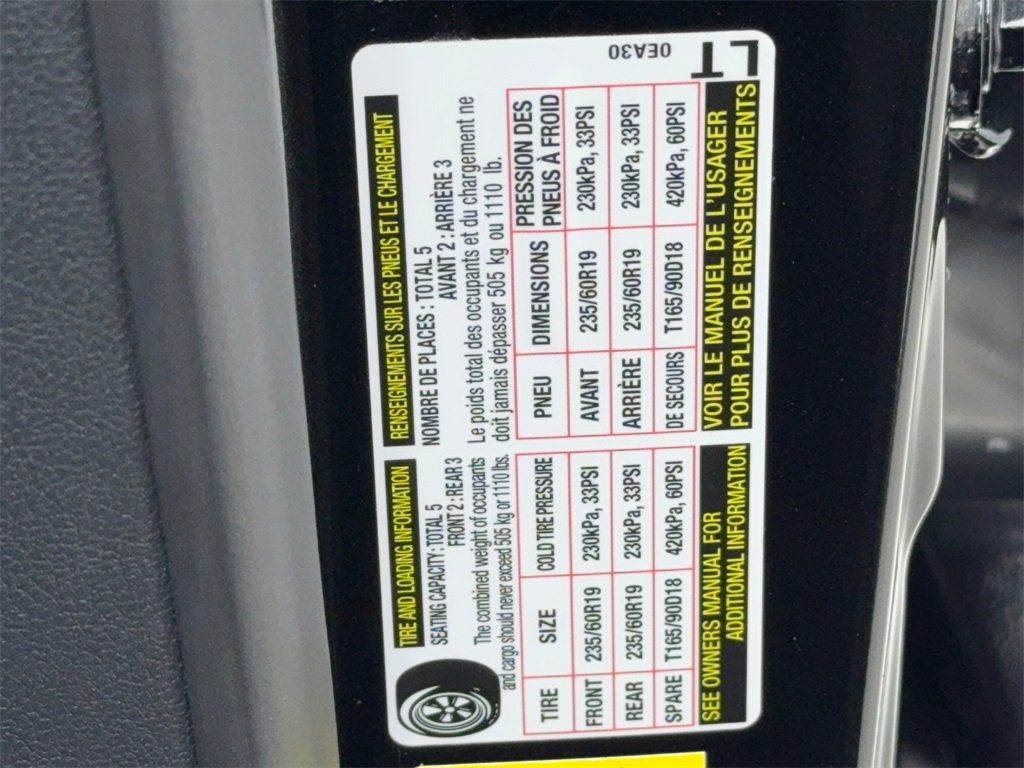 TIRE AND LOADING INFORMATION
SEATING CAPACITY : TOTAL 5
FRONT 2 : REAR 3
The combined weight of occupants
and cargo should never exceed 505 kg or 1110 lbs.
TIRE SIZE COLD TIRE PRESSURE
FRONT 235/60R19 230kPa, 33PSI
REAR 235/60R19 230kPa, 33PSI
SPARE T165/90D18 420kPa, 60PSI
SEE OWNERS MANUAL FOR
ADDITIONAL INFORMATION
RENSEIGNEMENTS SUR LES PNEUS ET LE CHARGEMENT
NOMBRE DE PLACES : TOTAL 5
AVANT 2 : ARRIÈRE 3
Le poids total des occupants et du chargement ne
doit jamais dépasser 505 kg ou 1110 lb.
PNEU DIMENSIONS PRESSION DES
PNEUS À FROID
AVANT 235/60R19 230kPa, 33PSI
ARRIÈRE 235/60R19 230kPa, 33PSI
DE SECOURS T165/90D18 420kPa, 60PSI
VOIR LE MANUEL DE L'USAGER
POUR PLUS DE RENSEIGNEMENTS
0EA30
LT